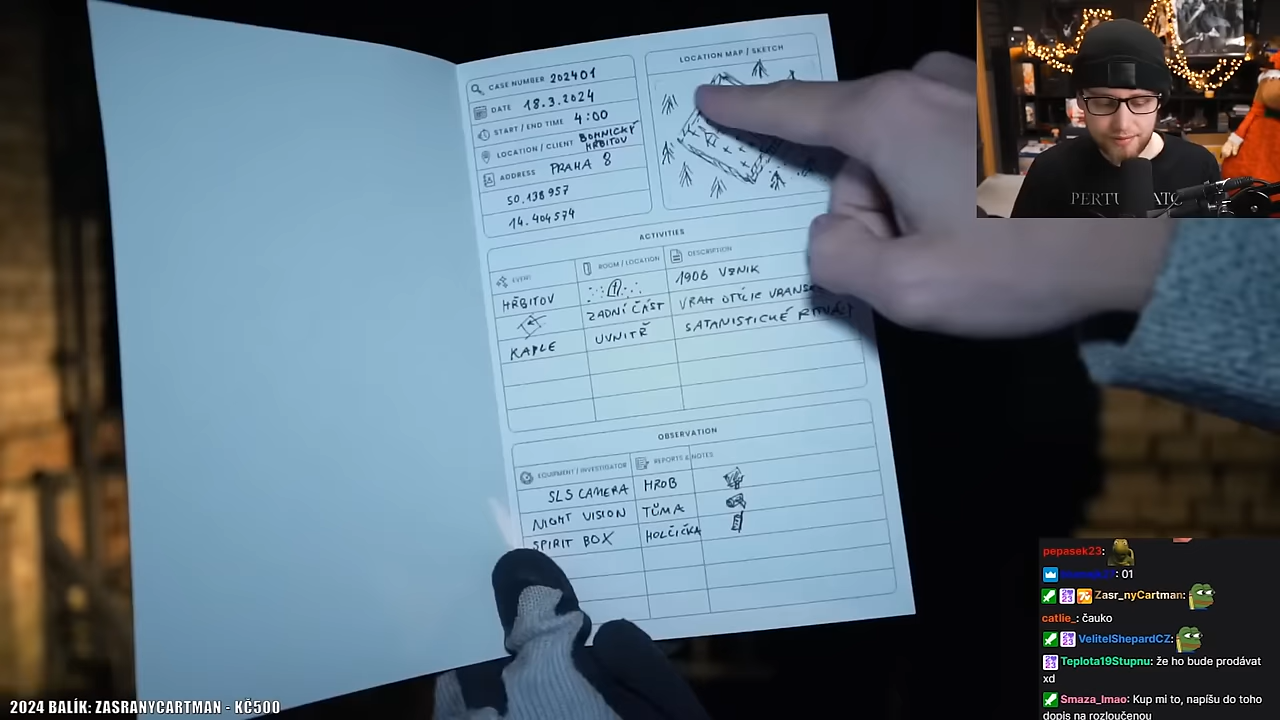 CASE NUMBER 202401
DATE 18.3.2024
START / END TIME 4:00
LOCATION / CLIENT BOHNICKÝ HŘBITOV
ADDRESS PRAHA 8
50.138957
14.404574
LOCATION MAP / SKETCH
ACTIVITIES
EVENT ROOM / LOCATION DESCRIPTION
HŘBITOV 1906 VZNIK
ZADNÍ ČÁST VRAH OTÝLIE VRANSKÉ
KAPLE UVNITŘ SATANISTICKÉ RITUÁLY
OBSERVATION
EQUIPMENT / INVESTIGATOR REPORTS & NOTES
SLS CAMERA HROB
NIGHT VISION TŮMA
SPIRIT BOX HOLČIČKA
pepasek23:
: 01
Zasr_nyCartman:
catlie_: čauko
VelitelShepardCZ:
Teplota19Stupnu: že ho bude prodávat
xd
Smaza_lmao: Kup mi to, napíšu do toho
dopis na rozloučenou
2024 BALÍK: ZASRANYCARTMAN - KČ500